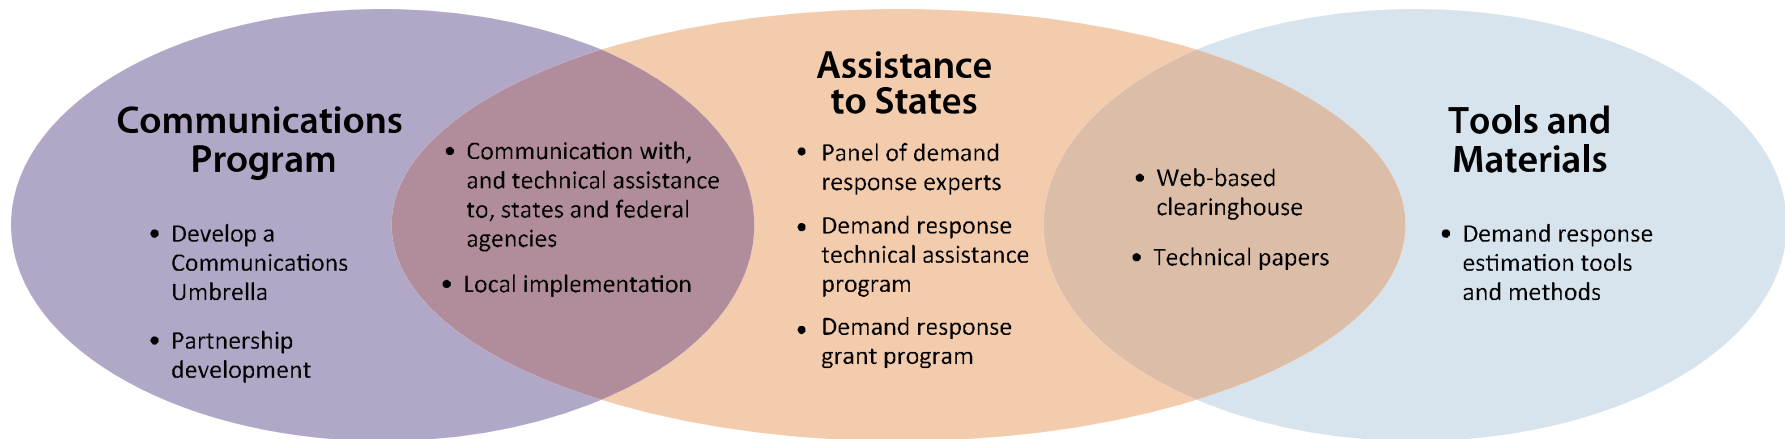 Communications
Program
• Develop a
Communications
Umbrella
• Partnership
development
• Communication with,
and technical assistance
to, states and federal
agencies
• Local implementation
Assistance
to States
• Panel of demand
response experts
• Demand response
technical assistance
program
• Demand response
grant program
• Web-based
clearinghouse
• Technical papers
Tools and
Materials
• Demand response
estimation tools
and methods